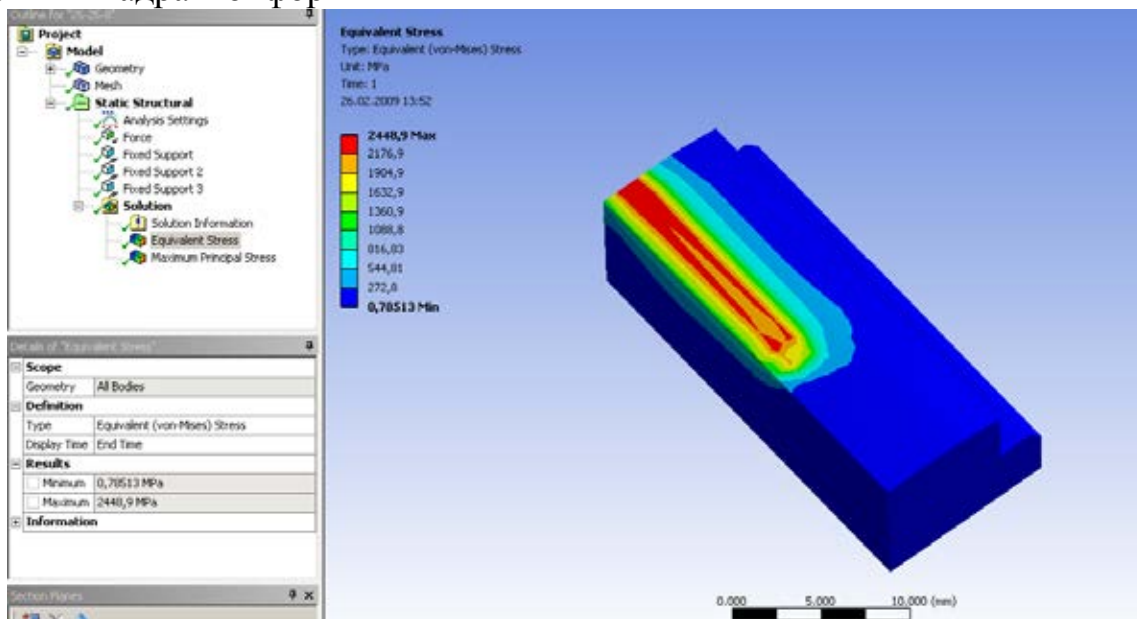 Project
Model
Geometry
Mesh
Static Structural
Analysis Settings
Force
Fixed Support
Fixed Support 2
Fixed Support 3
Solution
Solution Information
Equivalent Stress
Maximum Principal Stress
Details of "Equivalent Stress"
Scope
Geometry All Bodies
Definition
Type Equivalent (von-Mises) Stress
Display Time End Time
Results
Minimum 0,78513 MPa
Maximum 2448,9 MPa
Information
Section Planes
Equivalent Stress
Type: Equivalent (von-Mises) Stress
Unit: MPa
Time: 1
26.02.2009 13:52
2448,9 Max
2176,9
1904,9
1632,9
1360,9
1088,8
816,83
544,81
272,8
0,78513 Min
0.000 5.000 10.000 (mm)